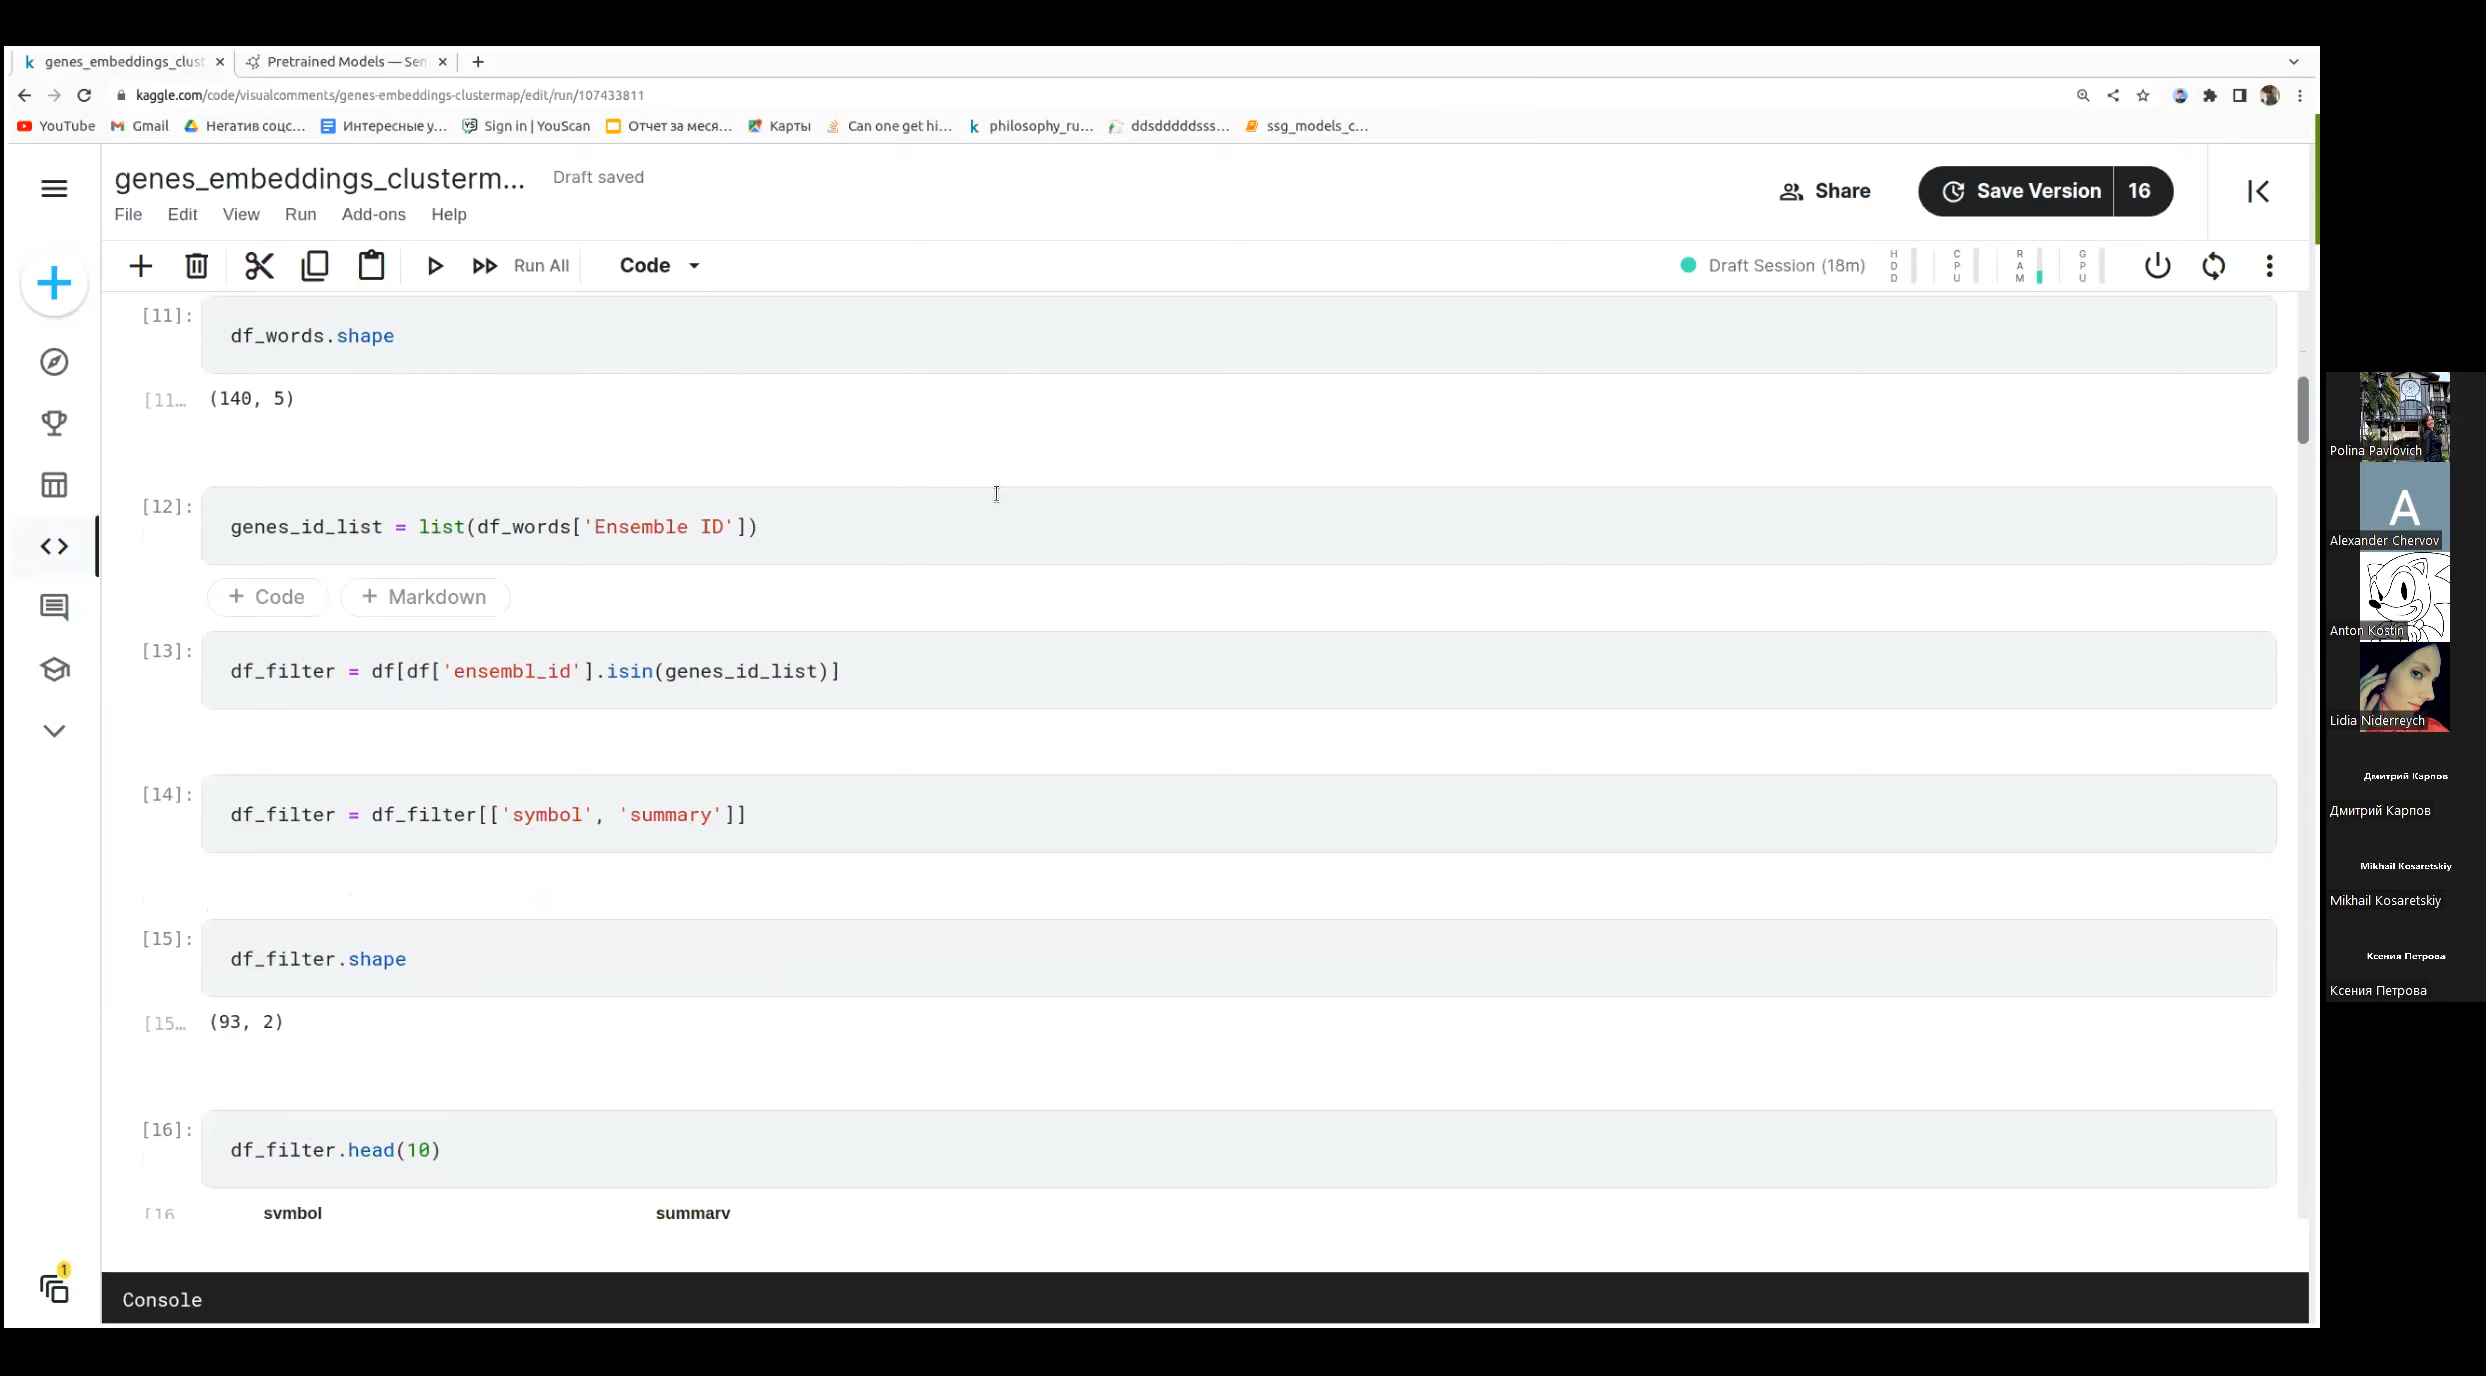 genes_embeddings_clust
Pretrained Models — Sen
kaggle.com/code/visualcomments/genes-embeddings-clustermap/edit/run/107433811
YouTube
Gmail
Негатив соцс...
Интересные у...
Sign in | YouScan
Отчет за меся...
Карты
Can one get hi...
philosophy_ru...
ddsdddddsss...
ssg_models_c...
genes_embeddings_clusterm...
Draft saved
Share
Save Version
16
File Edit View Run Add-ons Help
Run All
Code
Draft Session (18m)
HDD
CPU
RAM
GPU
[11]:
df_words.shape
[11...
(140, 5)
[12]:
genes_id_list = list(df_words['Ensemble ID'])
+ Code
+ Markdown
[13]:
df_filter = df[df['ensembl_id'].isin(genes_id_list)]
[14]:
df_filter = df_filter[['symbol', 'summary']]
[15]:
df_filter.shape
[15...
(93, 2)
[16]:
df_filter.head(10)
[16
symbol
summary
1
Console
Polina Pavlovich
A
Alexander Chervov
Anton Kostin
Lidia Niderreych
Дмитрий Карпов
Дмитрий Карпов
Mikhail Kosaretskiy
Mikhail Kosaretskiy
Ксения Петрова
Ксения Петрова